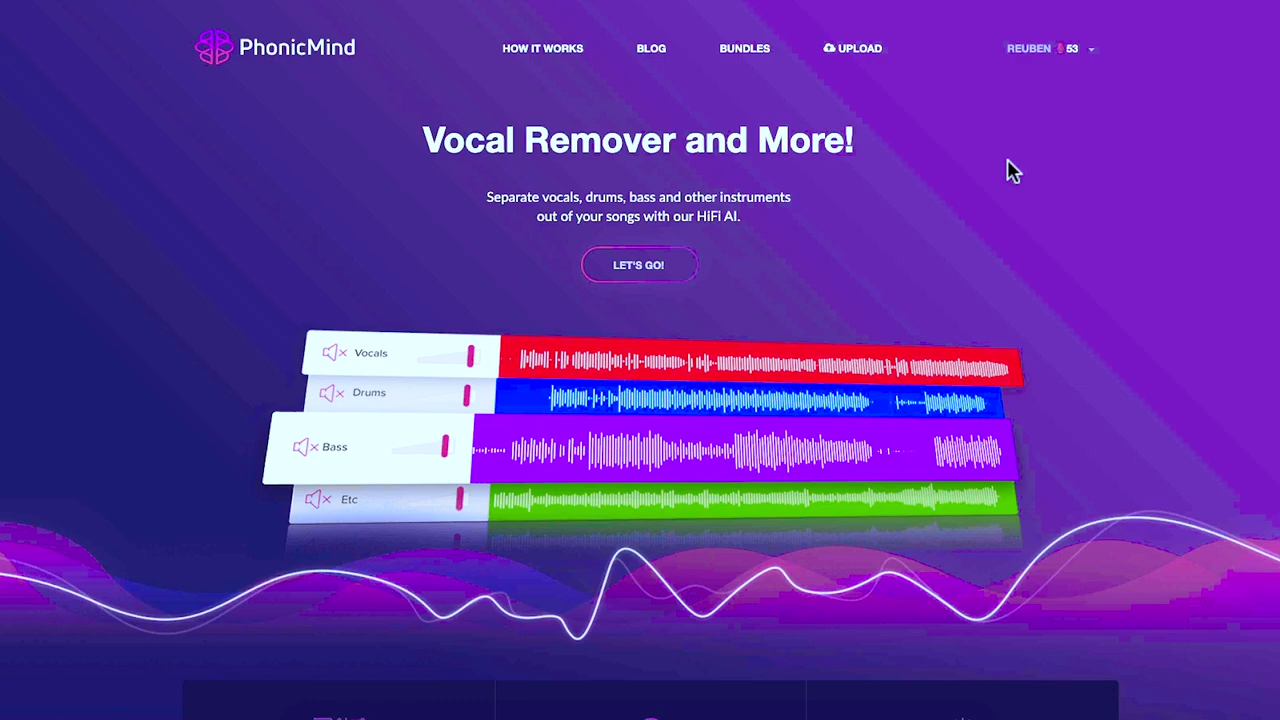 PhonicMind
HOW IT WORKS
BLOG
BUNDLES
UPLOAD
REUBEN 53
Vocal Remover and More!
Separate vocals, drums, bass and other instruments
out of your songs with our HiFi AI.
LET'S GO!
Vocals
Drums
Bass
Etc